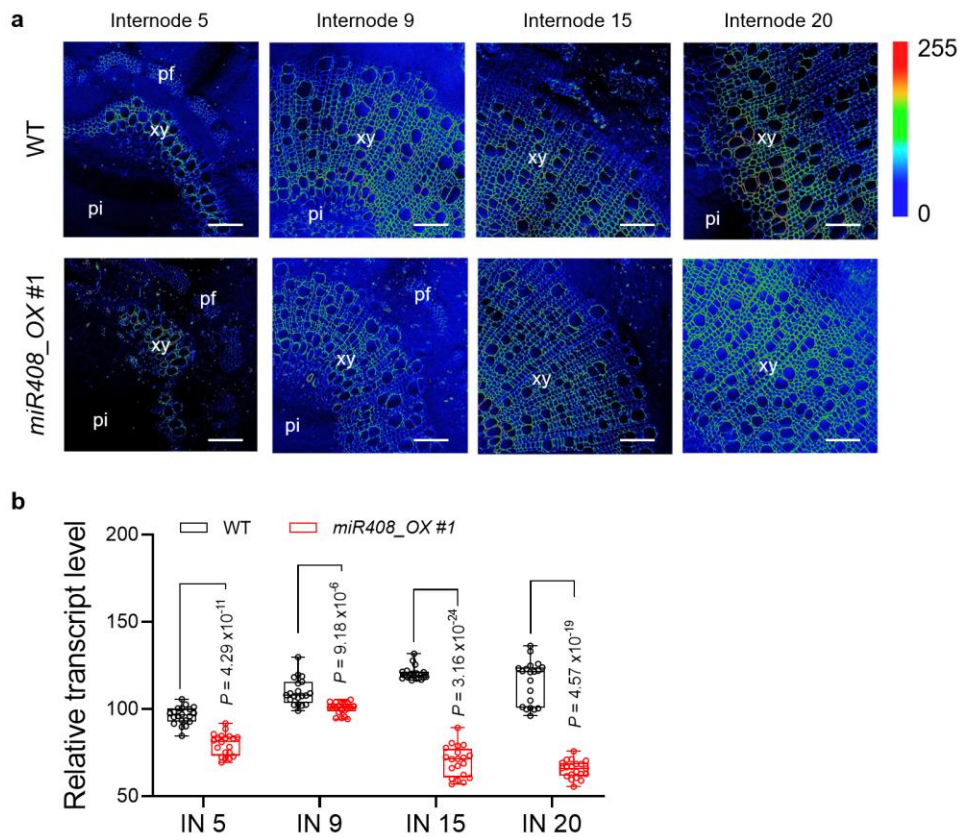 a
Internode 5 Internode 9 Internode 15 Internode 20
WT
pf
xy
pi
xy
pi
xy
xy
255
0
miR408_OX #1
pf
xy
pi
pf
xy
pi
xy
xy
b
WT miR408_OX #1
Relative transcript level
200
150
100
50
P = 4.29 x10⁻¹¹
P = 9.18 x10⁻⁶
P = 3.16 x10⁻²⁴
P = 4.57 x10⁻¹⁹
IN 5 IN 9 IN 15 IN 20